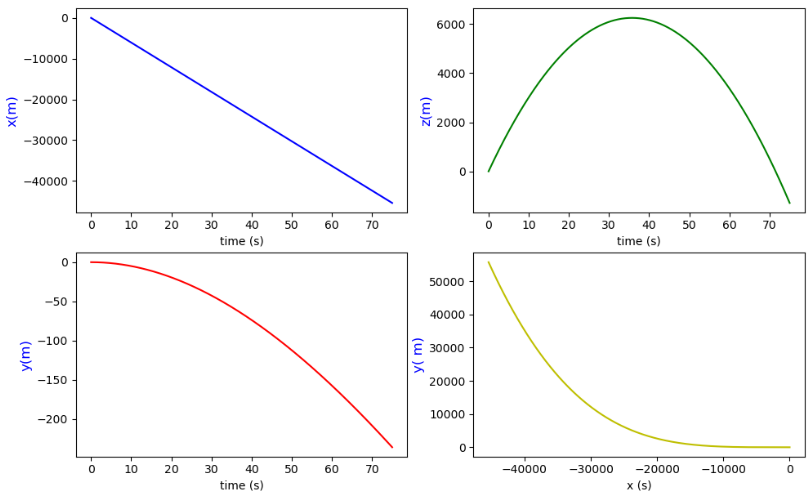 x(m)
0
−10000
−20000
−30000
−40000
0 10 20 30 40 50 60 70
time (s)
z(m)
6000
4000
2000
0
0 10 20 30 40 50 60 70
time (s)
y(m)
0
−50
−100
−150
−200
0 10 20 30 40 50 60 70
time (s)
y( m)
50000
40000
30000
20000
10000
0
−40000 −30000 −20000 −10000 0
x (s)